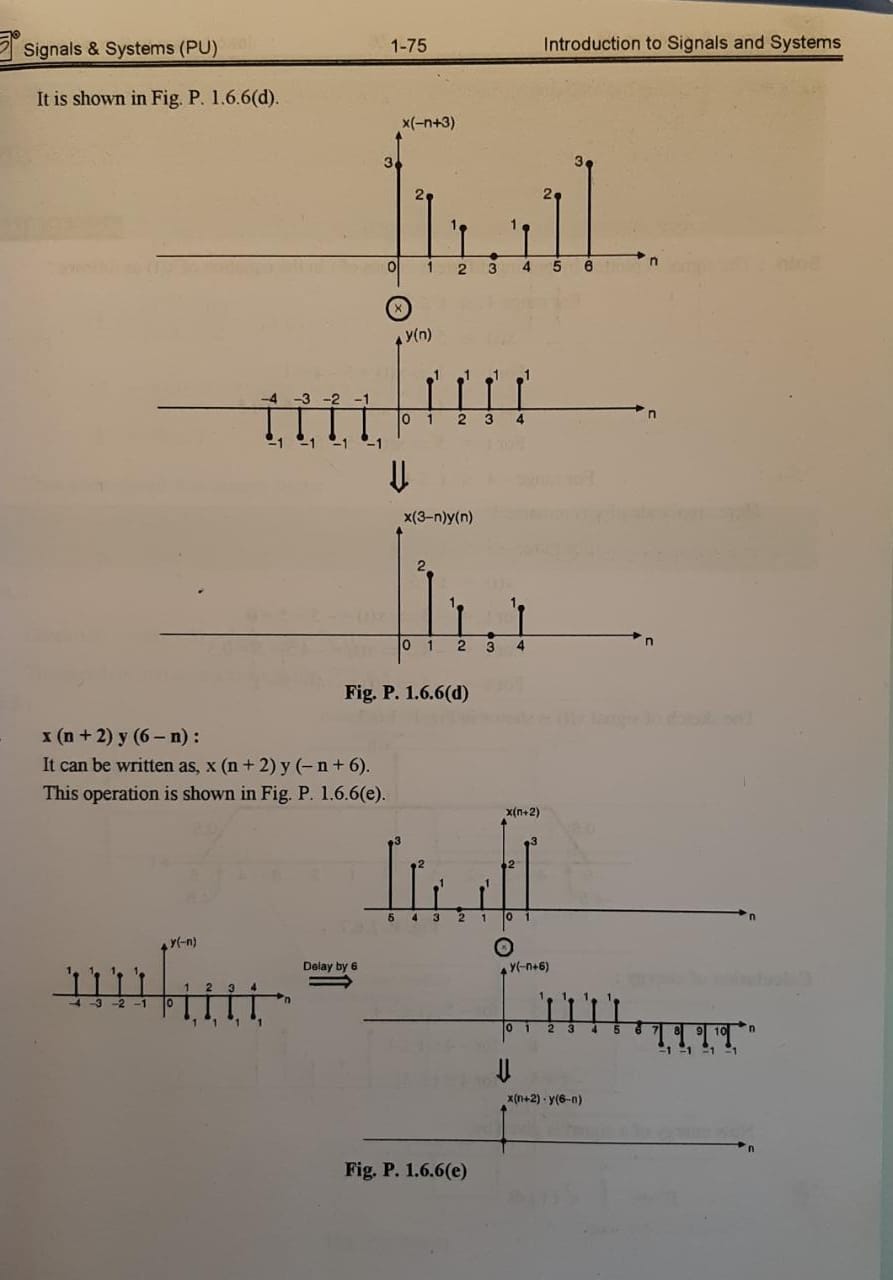 Signals & Systems (PU) 1-75 Introduction to Signals and Systems
It is shown in Fig. P. 1.6.6(d).
x(–n+3)
3 2 1 1 2 3
0 1 2 3 4 5 6 n
×
y(n)
1 1 1 1
–4 –3 –2 –1
0 1 2 3 4 n
–1 –1 –1 –1
⇓
x(3–n)y(n)
2 1 1
0 1 2 3 4 n
Fig. P. 1.6.6(d)
x (n + 2) y (6 – n) :
It can be written as, x (n + 2) y (– n + 6).
This operation is shown in Fig. P. 1.6.6(e).
x(n+2)
3 2 1 1 2 3
5 4 3 2 1 0 1 n
y(–n)
1 1 1 1 1 2 3 4
–4 –3 –2 –1 0 n
1 1 1 1
Delay by 6
⇒
y(–n+6)
1 1 1 1
0 1 2 3 4 5 6 7 8 9 10 n
–1 –1 –1 –1
⇓
x(n+2) · y(6–n)
n
Fig. P. 1.6.6(e)